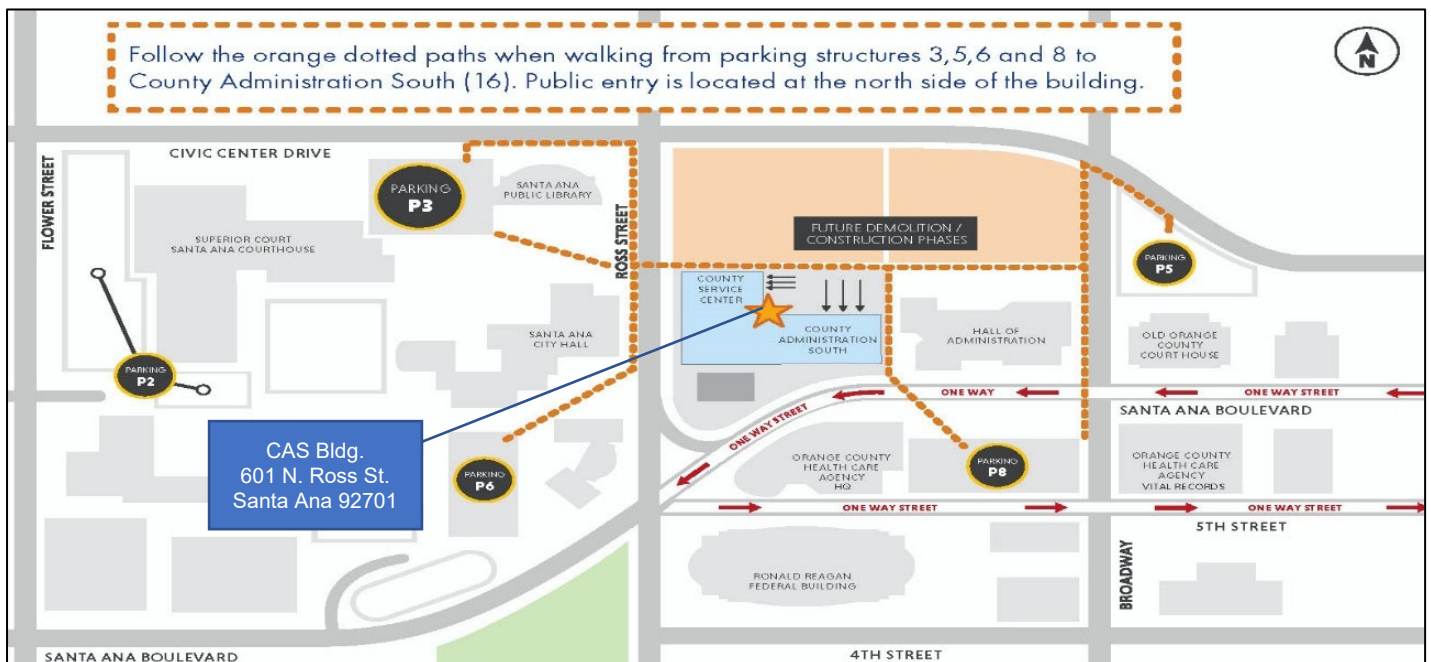 Follow the orange dotted paths when walking from parking structures 3,5,6 and 8 to
County Administration South (16). Public entry is located at the north side of the building.
N
CIVIC CENTER DRIVE
FLOWER STREET
PARKING
P3
SANTA ANA
PUBLIC LIBRARY
SUPERIOR COURT
SANTA ANA COURTHOUSE
ROSS STREET
FUTURE DEMOLITION /
CONSTRUCTION PHASES
PARKING
P5
COUNTY
SERVICE
CENTER
SANTA ANA
CITY HALL
COUNTY
ADMINISTRATION
SOUTH
HALL OF
ADMINISTRATION
OLD ORANGE
COUNTY
COURT HOUSE
PARKING
P2
ONE WAY
ONE WAY STREET
SANTA ANA BOULEVARD
ONE WAY STREET
CAS Bldg.
601 N. Ross St.
Santa Ana 92701
PARKING
P6
ORANGE COUNTY
HEALTH CARE
AGENCY
HQ
PARKING
P8
ORANGE COUNTY
HEALTH CARE
AGENCY
VITAL RECORDS
ONE WAY STREET
ONE WAY STREET
5TH STREET
RONALD REAGAN
FEDERAL BUILDING
BROADWAY
SANTA ANA BOULEVARD
4TH STREET